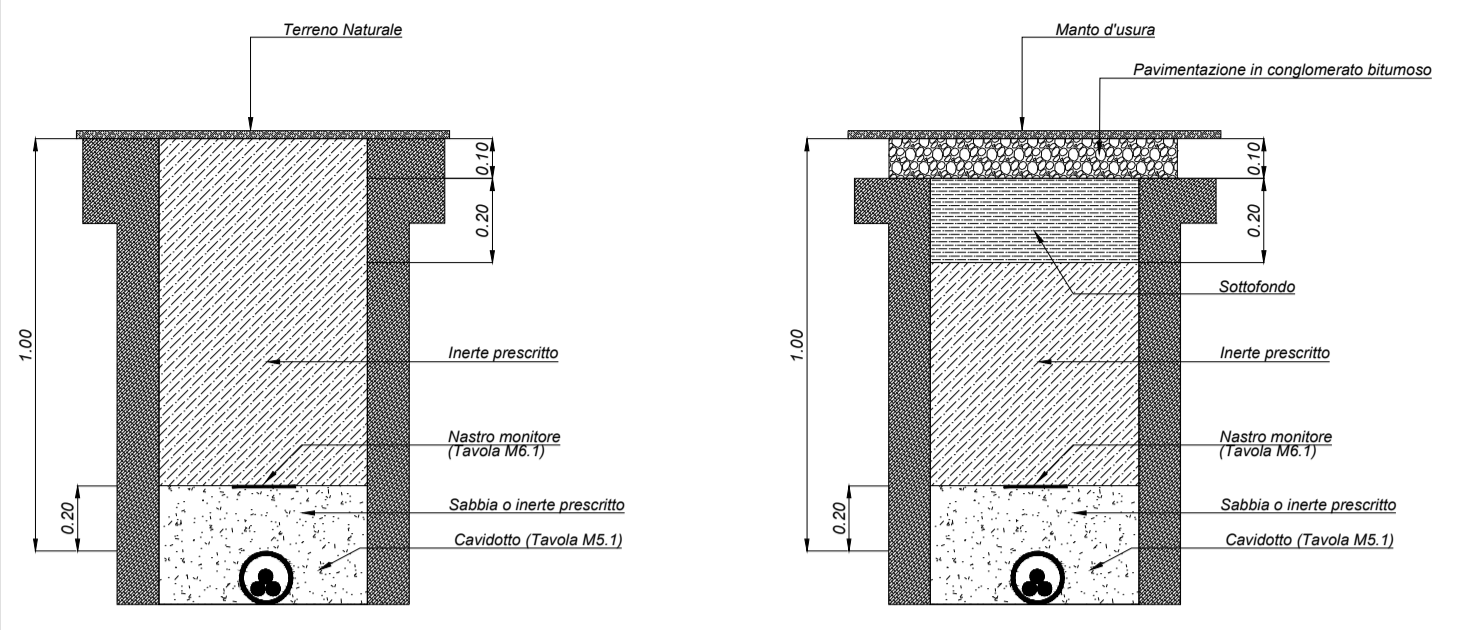 Terreno Naturale
0.10
0.20
1.00
Inerte prescritto
Nastro monitore
(Tavola M6.1)
0.20
Sabbia o inerte prescritto
Cavidotto (Tavola M5.1)
Manto d'usura
Pavimentazione in conglomerato bitumoso
0.10
0.20
Sottofondo
1.00
Inerte prescritto
Nastro monitore
(Tavola M6.1)
0.20
Sabbia o inerte prescritto
Cavidotto (Tavola M5.1)